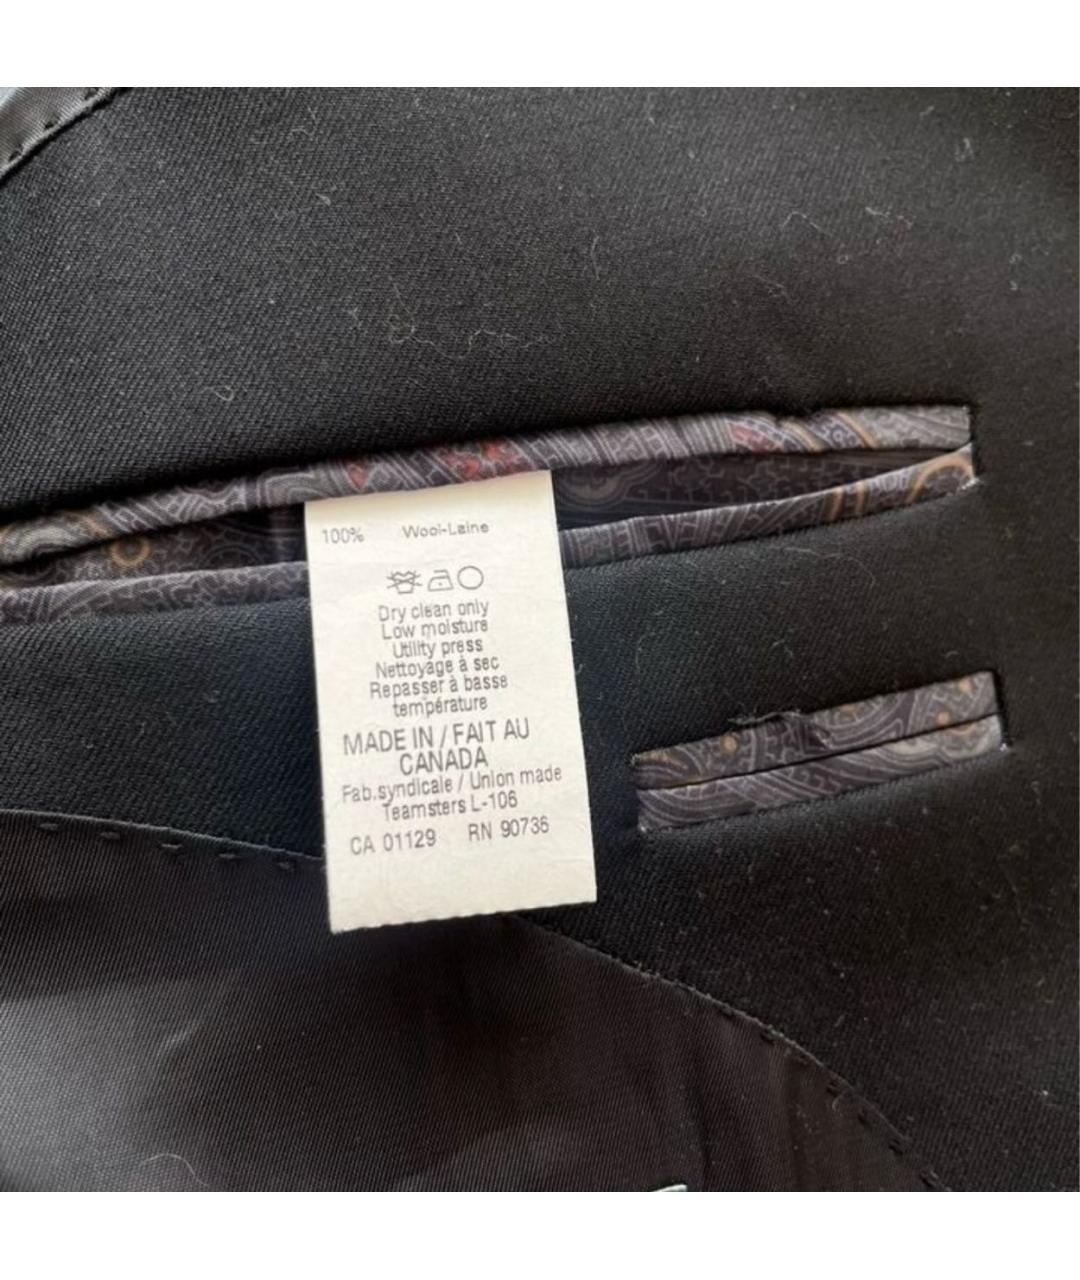 100% Wool-Laine
Dry clean only
Low moisture
Utility press
Nettoyage à sec
Repasser à basse
température
MADE IN / FAIT AU
CANADA
Fab.syndicale / Union made
Teamsters L-106
CA 01129 RN 90736